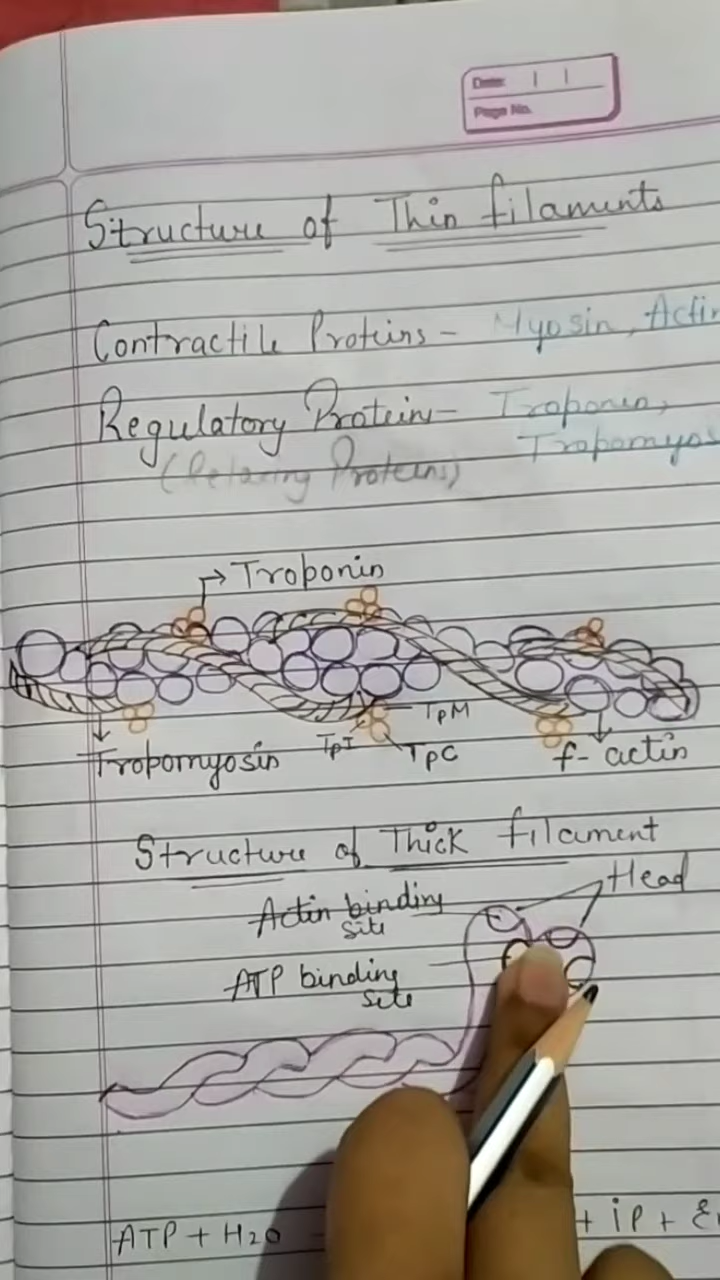 Date:
Page No.
Structure of Thin filaments
Contractile Proteins - Myosin, Actin
Regulatory Protein - Troponin,
Tropomyos
(Relaxing Proteins)
Troponin
TpM
TpI
TpC
Tropomyosin
f-actin
Structure of Thick filament
Head
Actin binding
site
ATP binding
site
ATP + H2O
+ iP + E